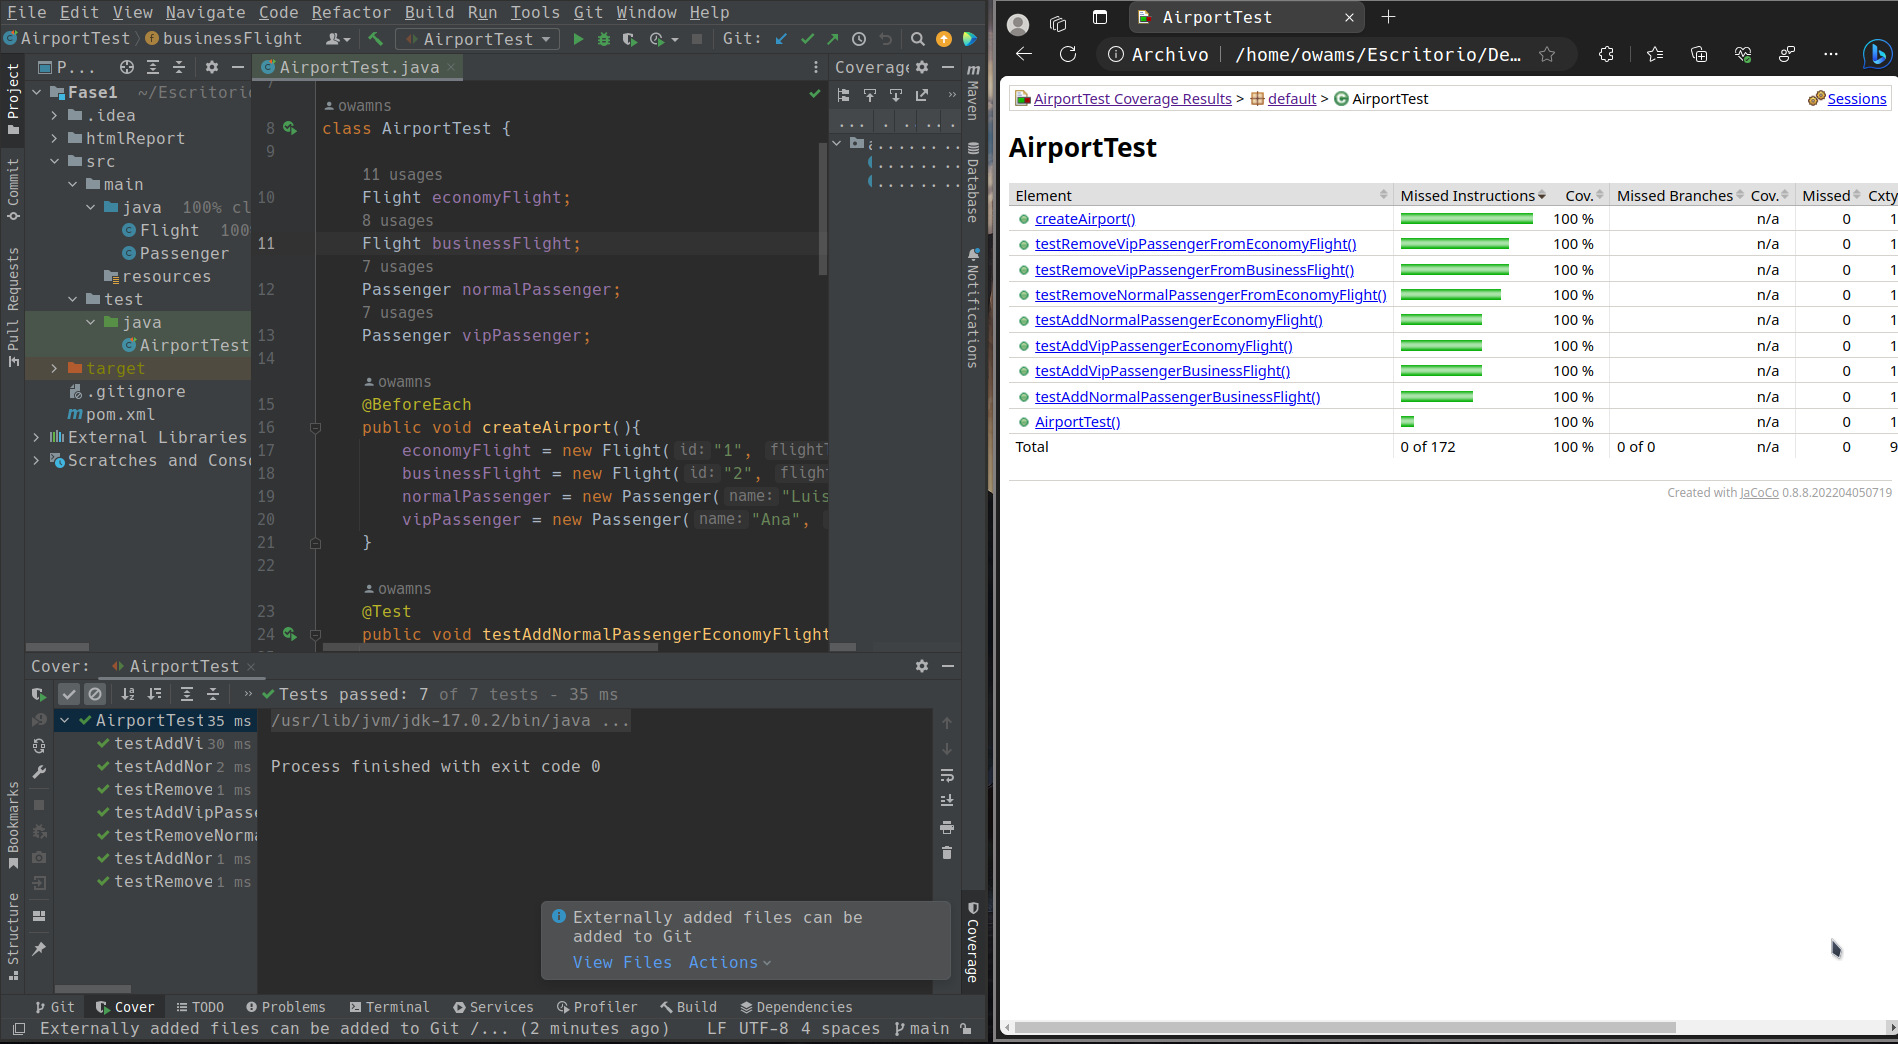 File Edit View Navigate Code Refactor Build Run Tools Git Window Help
AirportTest businessFlight AirportTest Git:
P... AirportTest.java Coverage
Project
Commit
Pull Requests
Bookmarks
Structure
Fase1 ~/Escritorio
.idea
htmlReport
src
main
java 100% cl
Flight 100
Passenger
resources
test
java
AirportTest
target
.gitignore
pom.xml
External Libraries
Scratches and Conso
owamns
8 class AirportTest {
9
11 usages
10 Flight economyFlight;
8 usages
11 Flight businessFlight;
7 usages
12 Passenger normalPassenger;
7 usages
13 Passenger vipPassenger;
14
owamns
15 @BeforeEach
16 public void createAirport(){
17 economyFlight = new Flight( id: "1", flight
18 businessFlight = new Flight( id: "2", fligh
19 normalPassenger = new Passenger( name: "Luis
20 vipPassenger = new Passenger( name: "Ana",
21 }
22
owamns
23 @Test
24 public void testAddNormalPassengerEconomyFlight
Maven
Database
Notifications
Coverage
Cover: AirportTest
Tests passed: 7 of 7 tests - 35 ms
AirportTest 35 ms
testAddVi 30 ms
testAddNor 2 ms
testRemove 1 ms
testAddVipPasse
testRemoveNorma
testAddNor 1 ms
testRemove 1 ms
/usr/lib/jvm/jdk-17.0.2/bin/java ...
Process finished with exit code 0
Externally added files can be
added to Git
View Files Actions
Git Cover TODO Problems Terminal Services Profiler Build Dependencies
Externally added files can be added to Git /... (2 minutes ago) LF UTF-8 4 spaces main
AirportTest
Archivo /home/owams/Escritorio/De...
AirportTest Coverage Results > default > AirportTest Sessions
AirportTest
Element Missed Instructions Cov. Missed Branches Cov. Missed Cxty
createAirport() 100 % n/a 0 1
testRemoveVipPassengerFromEconomyFlight() 100 % n/a 0 1
testRemoveVipPassengerFromBusinessFlight() 100 % n/a 0 1
testRemoveNormalPassengerFromEconomyFlight() 100 % n/a 0 1
testAddNormalPassengerEconomyFlight() 100 % n/a 0 1
testAddVipPassengerEconomyFlight() 100 % n/a 0 1
testAddVipPassengerBusinessFlight() 100 % n/a 0 1
testAddNormalPassengerBusinessFlight() 100 % n/a 0 1
AirportTest() 100 % n/a 0 1
Total 0 of 172 100 % 0 of 0 n/a 0 9
Created with JaCoCo 0.8.8.202204050719